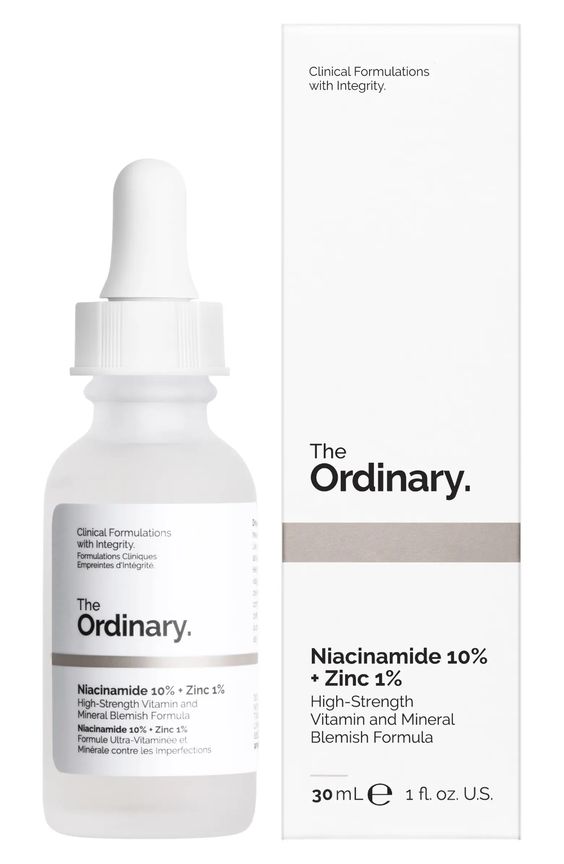 Clinical Formulations
with Integrity.
The
Ordinary.
Niacinamide 10%
+ Zinc 1%
High-Strength
Vitamin and Mineral
Blemish Formula
30 mL ℮ 1 fl. oz. U.S.
Clinical Formulations
with Integrity.
Formulations Cliniques
Empreintes d'Intégrité.
The
Ordinary.
Niacinamide 10% + Zinc 1%
High-Strength Vitamin and
Mineral Blemish Formula
Niacinamide 10% + Zinc 1%
Formule Ultra-Vitaminée et
Minérale contre les Imperfections